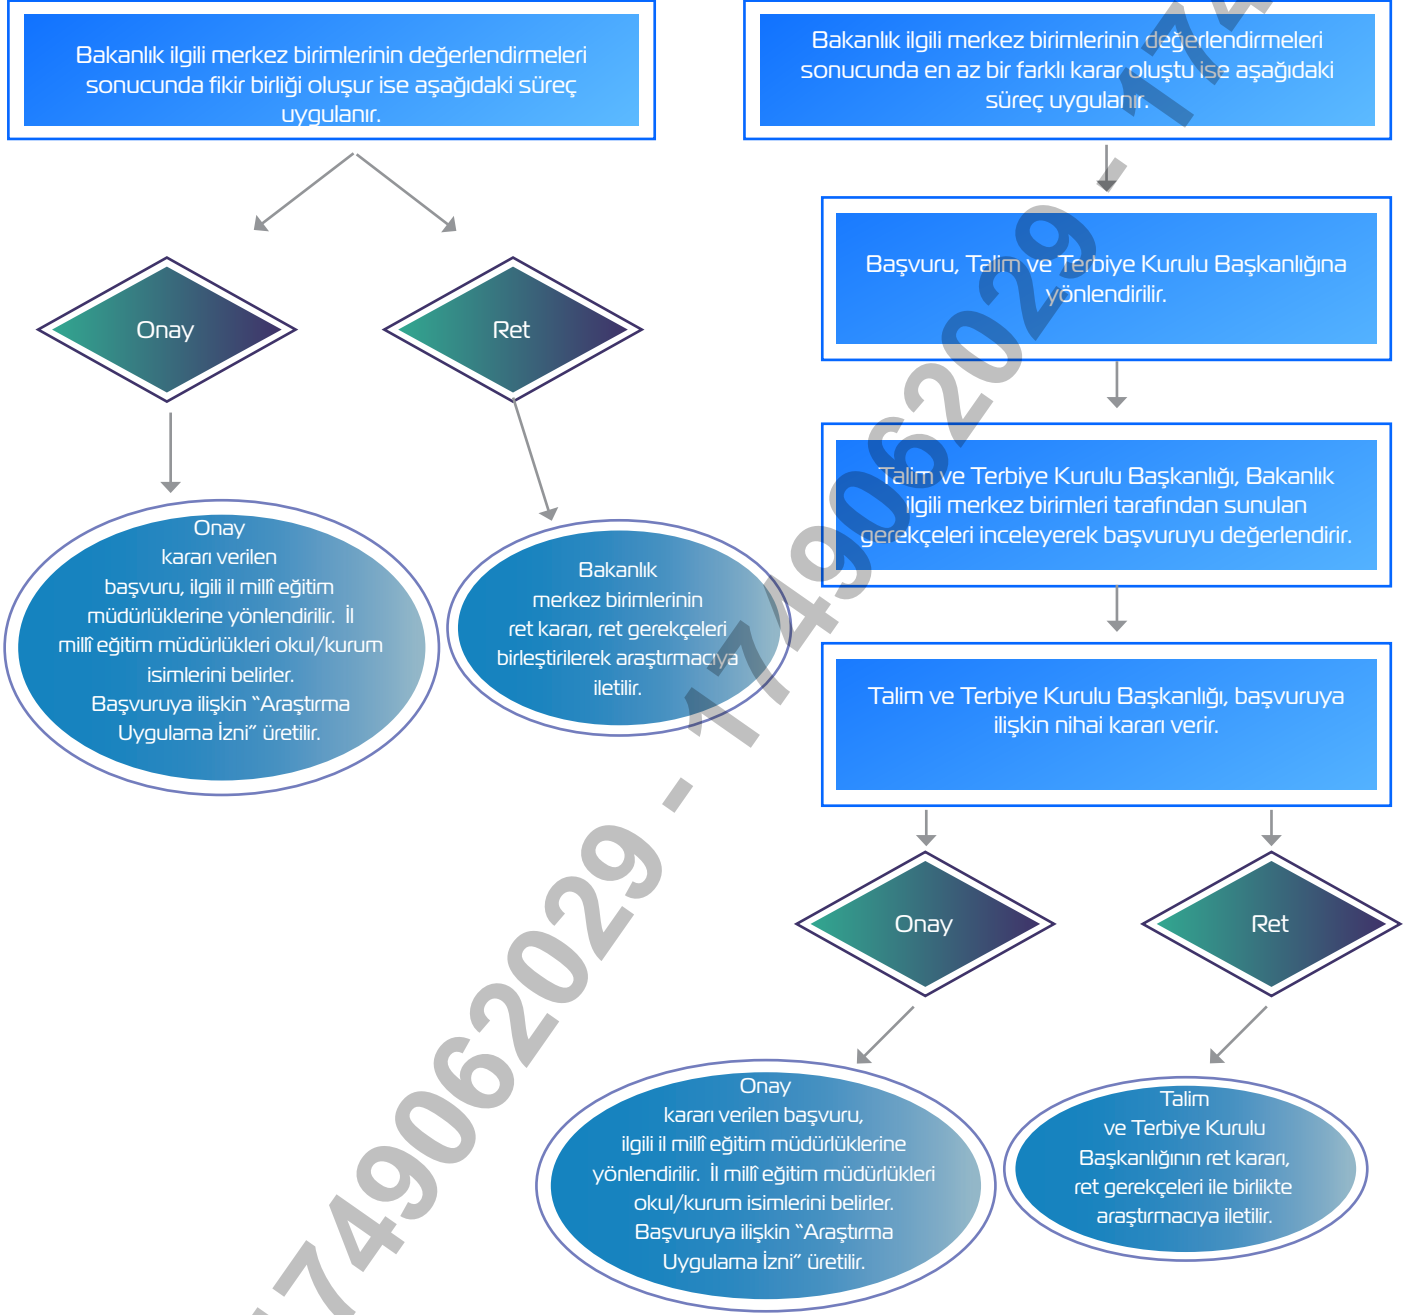 Bakanlık ilgili merkez birimlerinin değerlendirmeleri
sonucunda fikir birliği oluşur ise aşağıdaki süreç
uygulanır.
Onay
Ret
Onay
kararı verilen
başvuru, ilgili il millî eğitim
müdürlüklerine yönlendirilir. İl
millî eğitim müdürlükleri okul/kurum
isimlerini belirler.
Başvuruya ilişkin “Araştırma
Uygulama İzni” üretilir.
Bakanlık
merkez birimlerinin
ret kararı, ret gerekçeleri
birleştirilerek araştırmacıya
iletilir.
Bakanlık ilgili merkez birimlerinin değerlendirmeleri
sonucunda en az bir farklı karar oluştu ise aşağıdaki
süreç uygulanır.
Başvuru, Talim ve Terbiye Kurulu Başkanlığına
yönlendirilir.
Talim ve Terbiye Kurulu Başkanlığı, Bakanlık
ilgili merkez birimleri tarafından sunulan
gerekçeleri inceleyerek başvuruyu değerlendirir.
Talim ve Terbiye Kurulu Başkanlığı, başvuruya
ilişkin nihai kararı verir.
Onay
Ret
Onay
kararı verilen başvuru,
ilgili il millî eğitim müdürlüklerine
yönlendirilir. İl millî eğitim müdürlükleri
okul/kurum isimlerini belirler.
Başvuruya ilişkin “Araştırma
Uygulama İzni” üretilir.
Talim
ve Terbiye Kurulu
Başkanlığının ret kararı,
ret gerekçeleri ile birlikte
araştırmacıya iletilir.
1749062029 - 1749062029 - 174